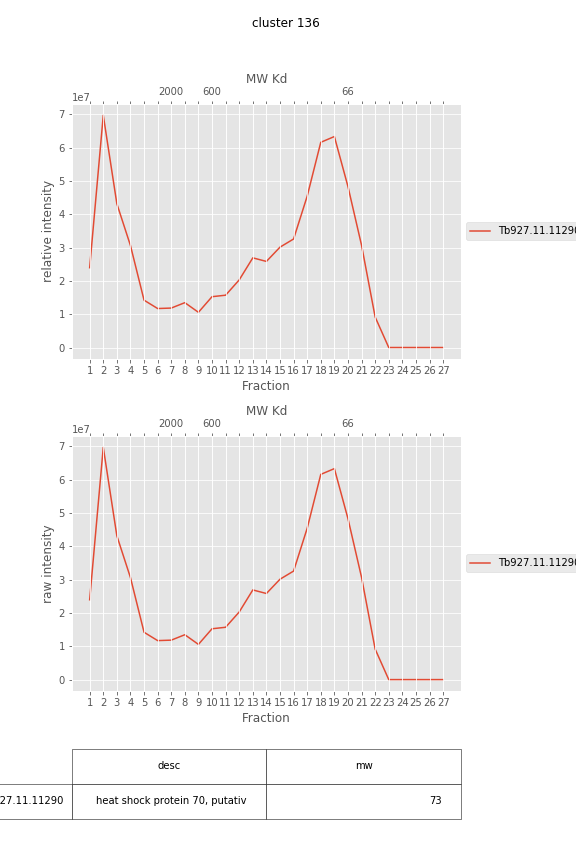 cluster 136
MW Kd
2000 600 66
1e7
7
6
5
4
3
2
1
0
relative intensity
Tb927.11.11290
1 2 3 4 5 6 7 8 9 10 11 12 13 14 15 16 17 18 19 20 21 22 23 24 25 26 27
Fraction
MW Kd
2000 600 66
1e7
7
6
5
4
3
2
1
0
raw intensity
Tb927.11.11290
1 2 3 4 5 6 7 8 9 10 11 12 13 14 15 16 17 18 19 20 21 22 23 24 25 26 27
Fraction
desc mw
27.11.11290 heat shock protein 70, putativ 73